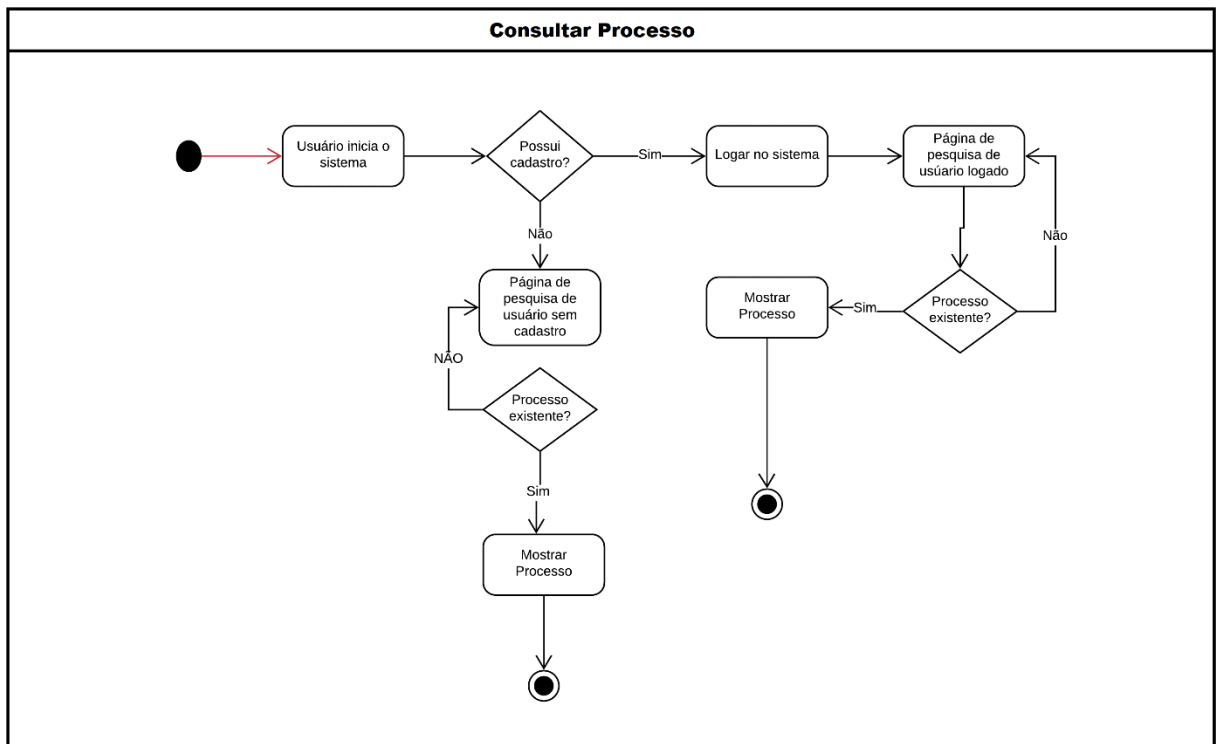 Consultar Processo
Usuário inicia o
sistema
Possui
cadastro?
Sim
Logar no sistema
Página de
pesquisa de
usúario logado
Não
Não
Página de
pesquisa de
usuário sem
cadastro
Mostrar
Processo
Sim
Processo
existente?
NÃO
Processo
existente?
Sim
Mostrar
Processo